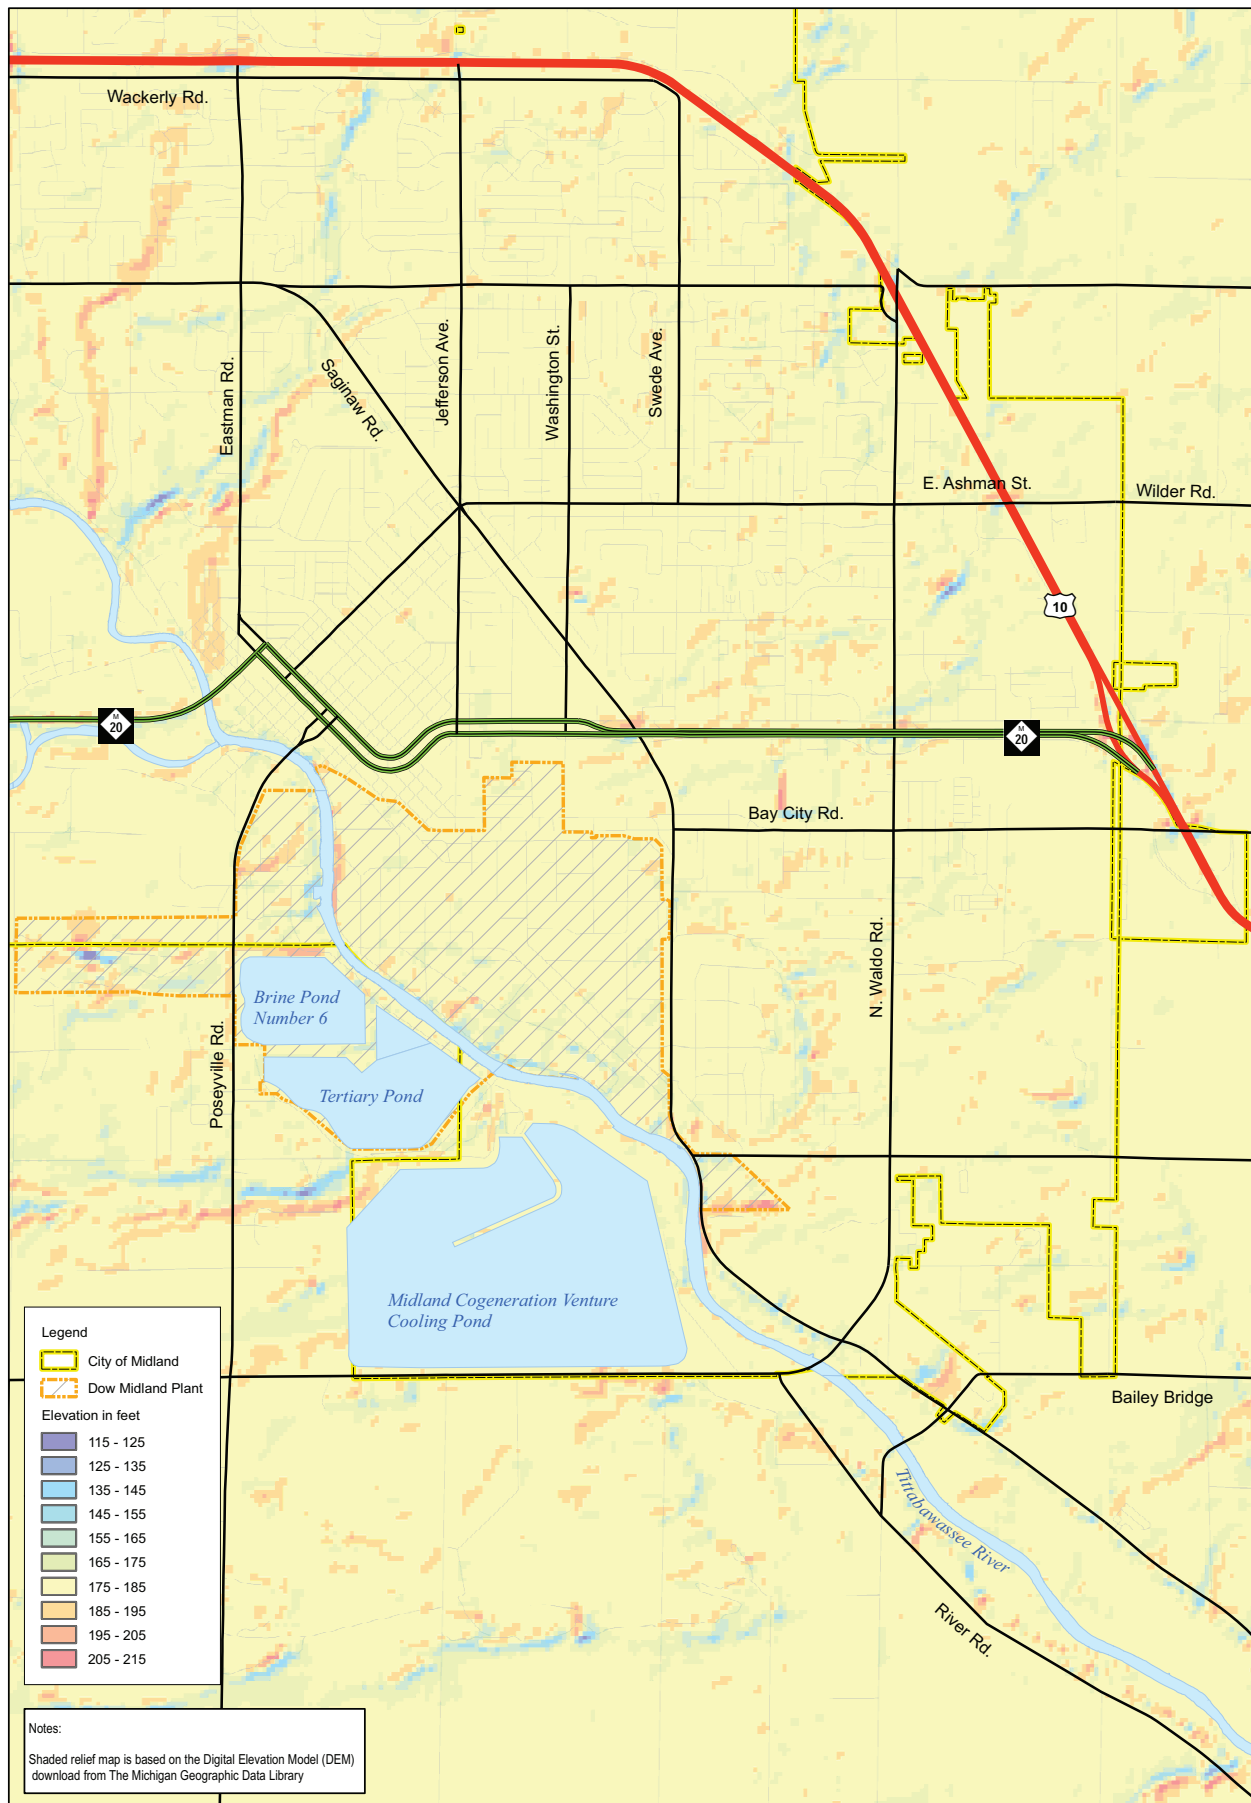 Wackerly Rd.
Eastman Rd.
Saginaw Rd.
Jefferson Ave.
Washington St.
Swede Ave.
E. Ashman St.
Wilder Rd.
10
M
20
M
20
Bay City Rd.
N. Waldo Rd.
Brine Pond
Number 6
Poseyville Rd.
Tertiary Pond
Midland Cogeneration Venture
Cooling Pond
Bailey Bridge
Tittabawassee River
River Rd.
Legend
City of Midland
Dow Midland Plant
Elevation in feet
115 - 125
125 - 135
135 - 145
145 - 155
155 - 165
165 - 175
175 - 185
185 - 195
195 - 205
205 - 215
Notes:
Shaded relief map is based on the Digital Elevation Model (DEM)
download from The Michigan Geographic Data Library